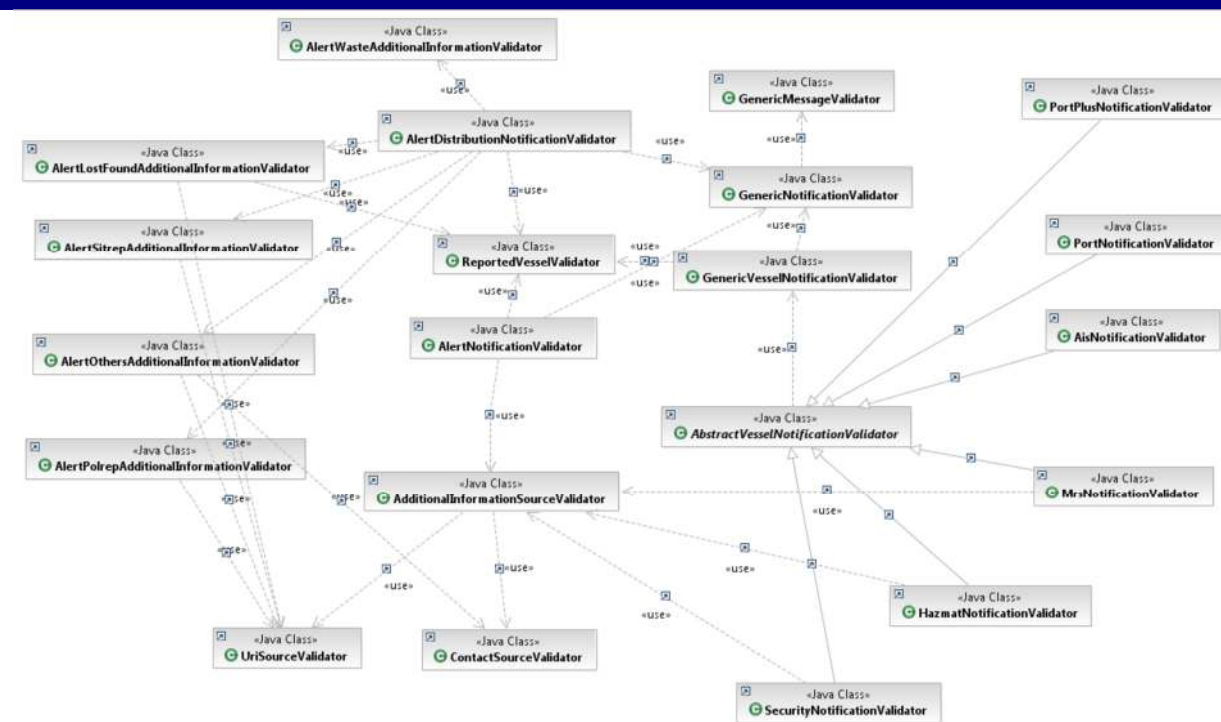 «Java Class»
AlertWasteAdditionalInformationValidator
«use»
«Java Class»
GenericMessageValidator
«Java Class»
PortPlusNotificationValidator
«Java Class»
AlertDistributionNotificationValidator
«use»
«Java Class»
AlertLostFoundAdditionalInformationValidator
«use»
«use»
«Java Class»
GenericNotificationValidator
«use»
«use»
«use»
«Java Class»
AlertSitrepAdditionalInformationValidator
«use»
«Java Class»
PortNotificationValidator
«Java Class»
ReportedVesselValidator
«use»
«use»
«use»
«Java Class»
GenericVesselNotificationValidator
«use»
«use»
«Java Class»
AlertNotificationValidator
«Java Class»
AisNotificationValidator
«Java Class»
AlertOthersAdditionalInformationValidator
«use»
«use»
«use»
«Java Class»
AbstractVesselNotificationValidator
«use»
«Java Class»
AlertPolrepAdditionalInformationValidator
«Java Class»
AdditionalInformationSourceValidator
«Java Class»
MrsNotificationValidator
«use»
«use»
«use»
«use»
«use»
«use»
«use»
«Java Class»
HazmatNotificationValidator
«use»
«Java Class»
UriSourceValidator
«Java Class»
ContactSourceValidator
«Java Class»
SecurityNotificationValidator